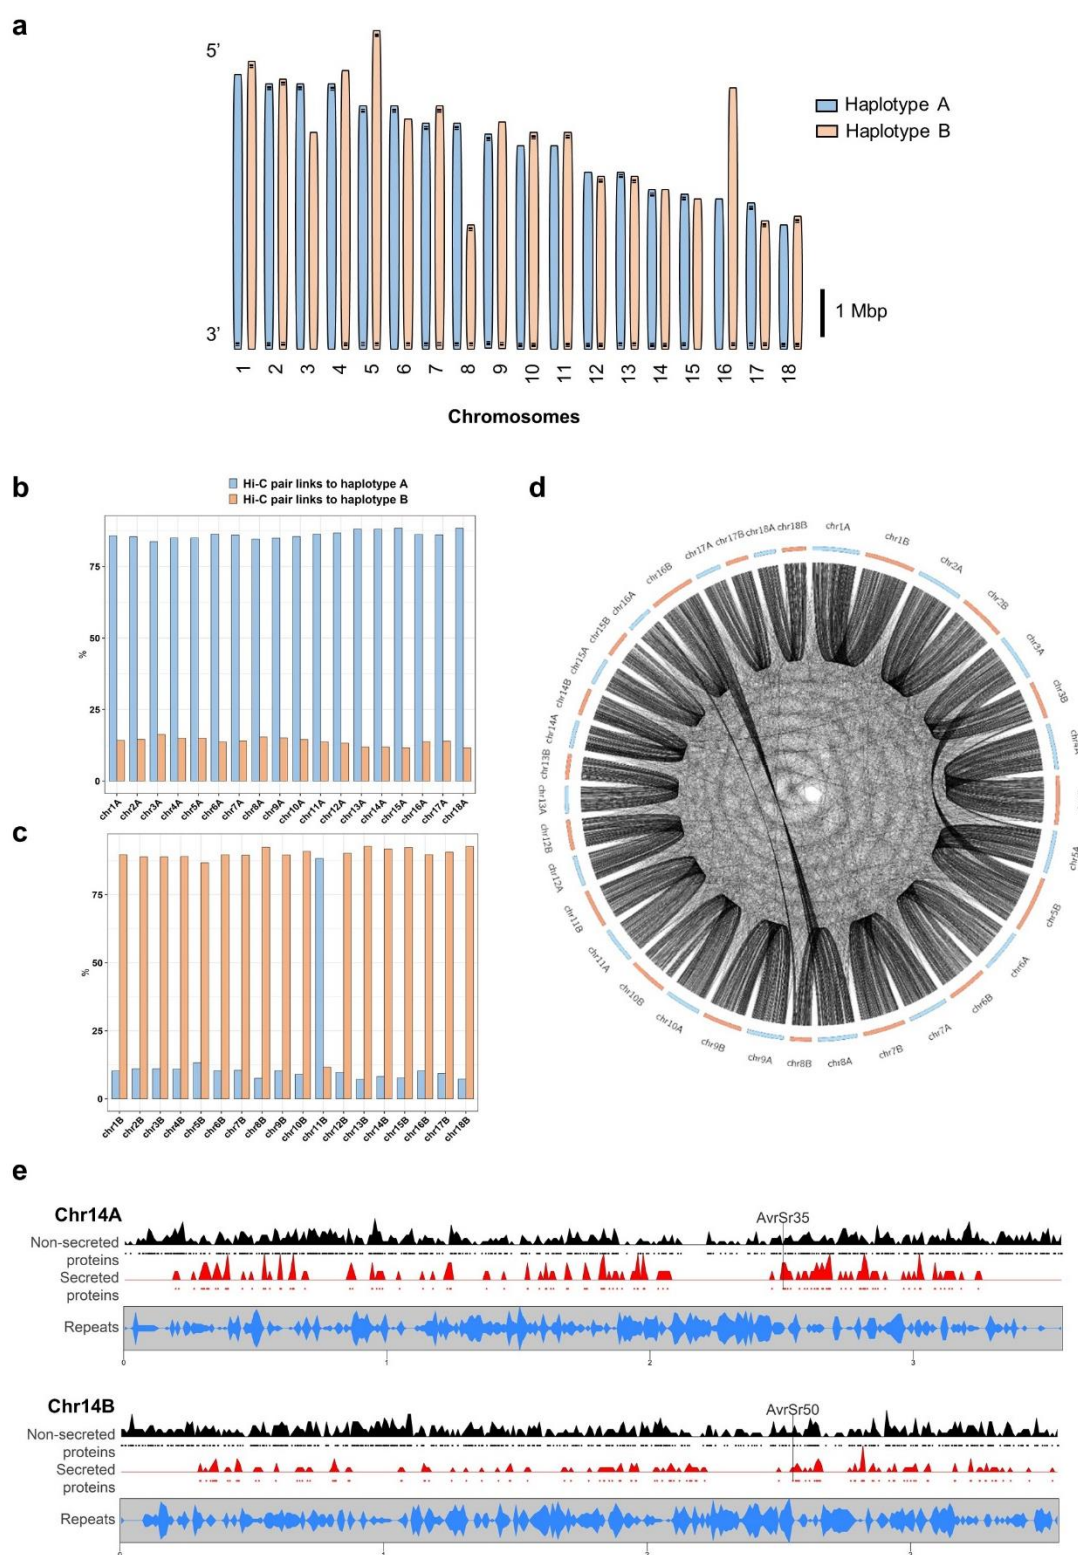 a
5’
Haplotype A
Haplotype B
1 Mbp
3’
1 2 3 4 5 6 7 8 9 10 11 12 13 14 15 16 17 18
Chromosomes
b
Hi-C pair links to haplotype A
Hi-C pair links to haplotype B
75
50
%
25
0
chr1A chr2A chr3A chr4A chr5A chr6A chr7A chr8A chr9A chr10A chr11A chr12A chr13A chr14A chr15A chr16A chr17A chr18A
c
75
50
%
25
0
chr1B chr2B chr3B chr4B chr5B chr6B chr7B chr8B chr9B chr10B chr11B chr12B chr13B chr14B chr15B chr16B chr17B chr18B
d
chr1A
chr1B
chr2A
chr2B
chr3A
chr3B
chr5A
chr5B
chr6A
chr6B
chr7A
chr7B
chr8A
chr8B
chr9A
chr9B
chr10A
chr10B
chr11A
chr11B
chr12A
chr12B
chr13A
chr13B
chr14A
chr14B
chr15A
chr15B
chr16A
chr16B
chr17A
chr17B
chr18A
chr18B
e
Chr14A
AvrSr35
Non-secreted
proteins
Secreted
proteins
Repeats
0 1 2 3
Chr14B
AvrSr50
Non-secreted
proteins
Secreted
proteins
Repeats